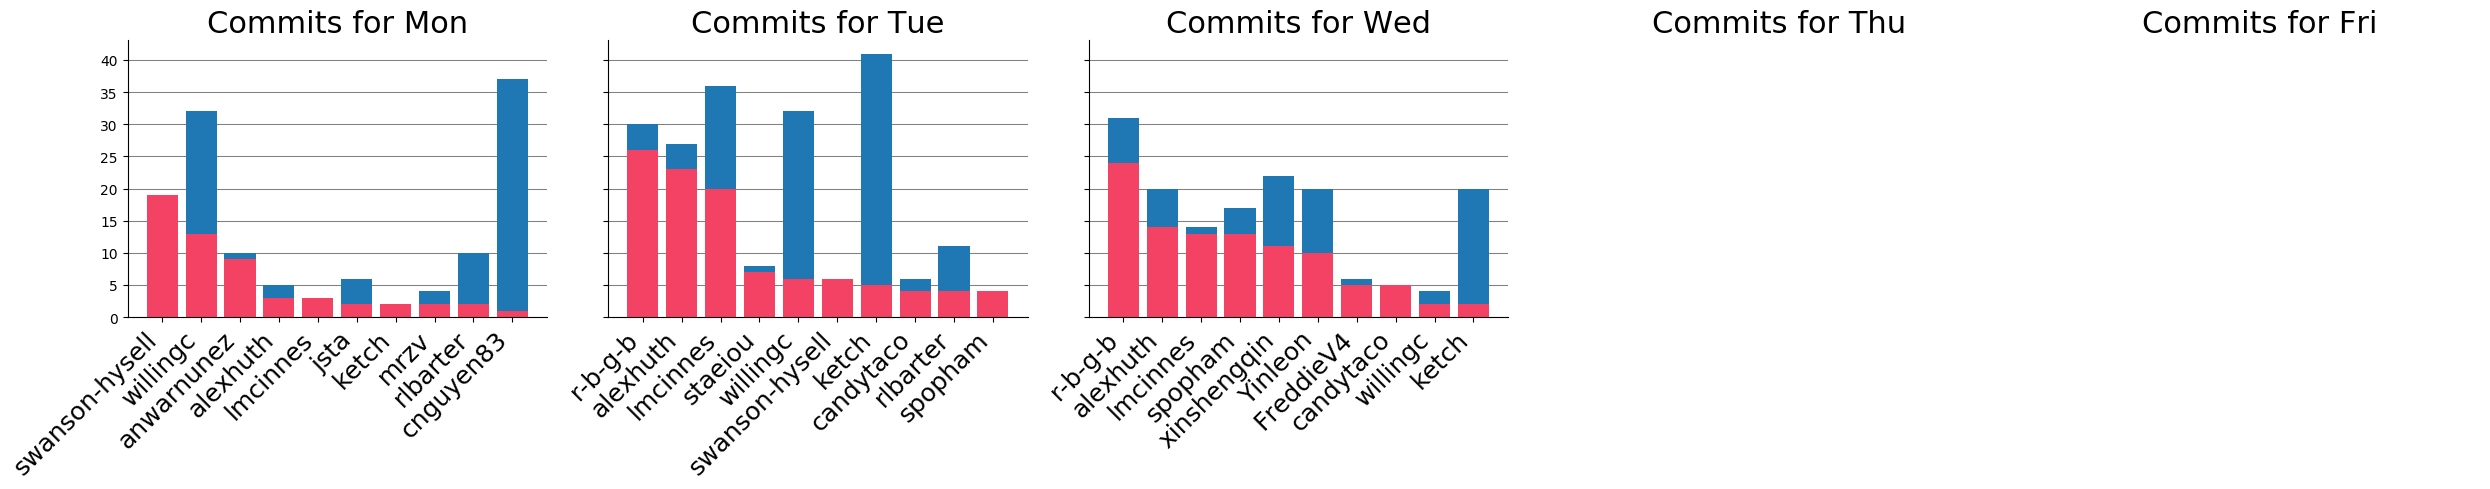 Commits for Mon
Commits for Tue
Commits for Wed
Commits for Thu
Commits for Fri
40
35
30
25
20
15
10
5
0
swanson-hysell
willingc
anwarnunez
alexhuth
lmcinnes
jsta
ketch
mrzv
rlbarter
cnguyen83
r-b-g-b
alexhuth
lmcinnes
staeiou
willingc
swanson-hysell
ketch
candytaco
rlbarter
spopham
r-b-g-b
alexhuth
lmcinnes
spopham
xinshengqin
Yinleon
FreddieV4
candytaco
willingc
ketch